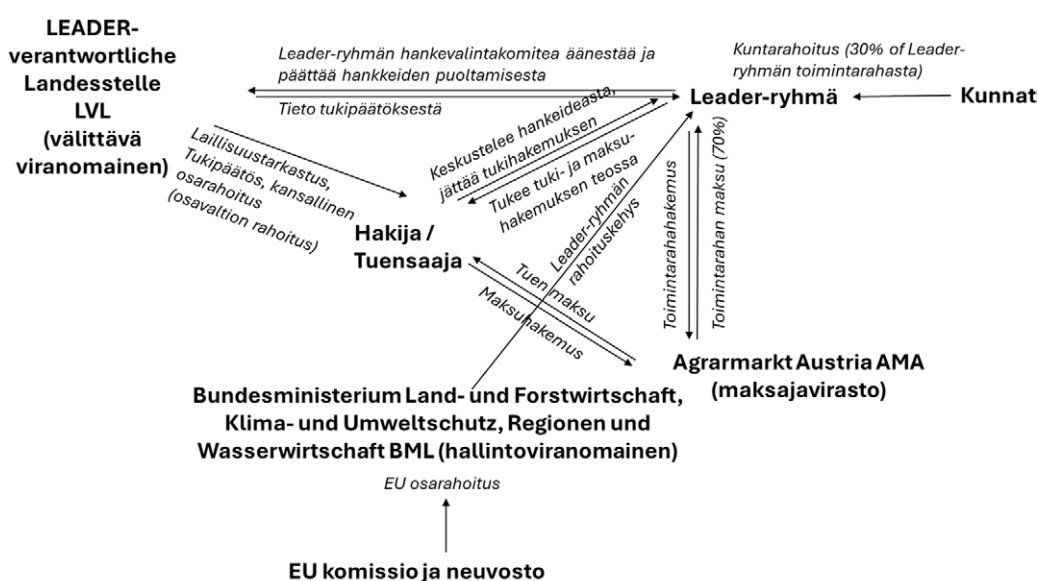 LEADER-
verantwortliche
Landesstelle
LVL
(välittävä
viranomainen)
Leader-ryhmän hankevalintakomitea äänestää ja
päättää hankkeiden puoltamisesta
Tieto tukipäätöksestä
Kuntarahoitus (30% of Leader-
ryhmän toimintarahasta)
Leader-ryhmä
Kunnat
Laillisuustarkastus,
Tukipäätös, kansallinen
osarahoitus
(osavaltion rahoitus)
Keskustelee hankeideasta,
jättää tukihakemuksen
Tukee tuki- ja maksu-
hakemuksen teossa
Leader-ryhmän
rahoituskehys
Toimintarahahakemus
Toimintarahan maksu (70%)
Hakija /
Tuensaaja
Tuen maksu
Maksuhakemus
Agrarmarkt Austria AMA
(maksajavirasto)
Bundesministerium Land- und Forstwirtschaft,
Klima- und Umweltschutz, Regionen und
Wasserwirtschaft BML (hallintoviranomainen)
EU osarahoitus
EU komissio ja neuvosto